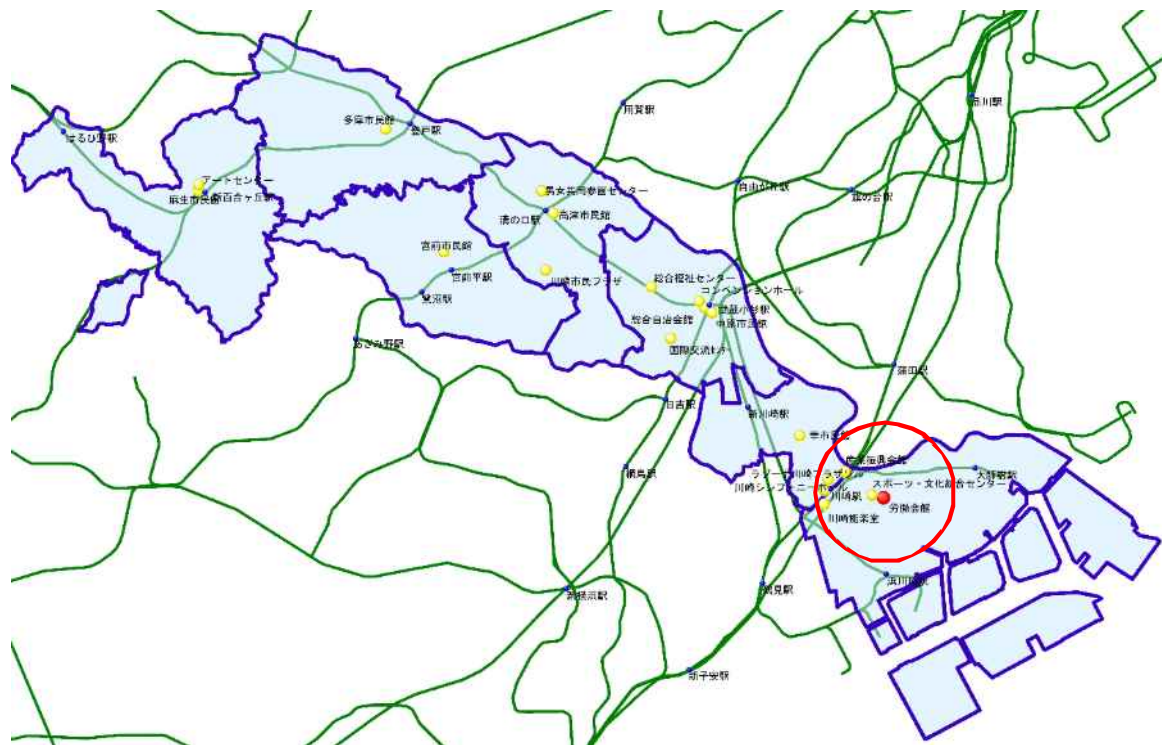 品川駅
用賀駅
多摩市民館
登戸駅
はるひ野駅
アートセンター
新百合ヶ丘駅
麻生市民館
男女共同参画センター
自由が丘駅
旗の台駅
溝の口駅
高津市民館
宮前市民館
宮前平駅
川崎市民プラザ
総合福祉センター
鷺沼駅
コンベンションホール
武蔵小杉駅
総合自治会館
中原市民館
あざみ野駅
国際交流センター
蒲田駅
日吉駅
新川崎駅
幸市民館
産業振興会館
綱島駅
ラゾーナ川崎プラザソル
大師駅
川崎シンフォニーホール
スポーツ・文化総合センター
川崎駅
労働会館
川崎能楽堂
浜川崎駅
鶴見駅
新横浜駅
新子安駅